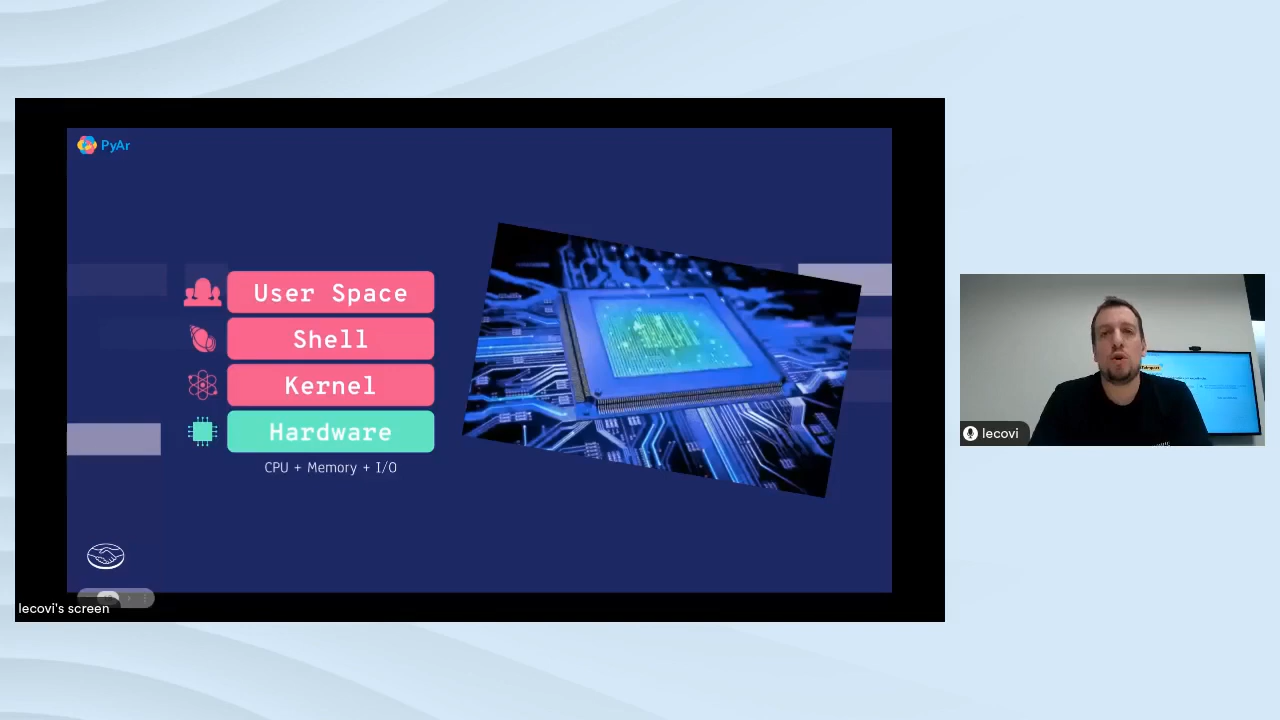 PyAr
User Space
Shell
Kernel
Hardware
CPU + Memory + I/O
lecovi's screen
lecovi